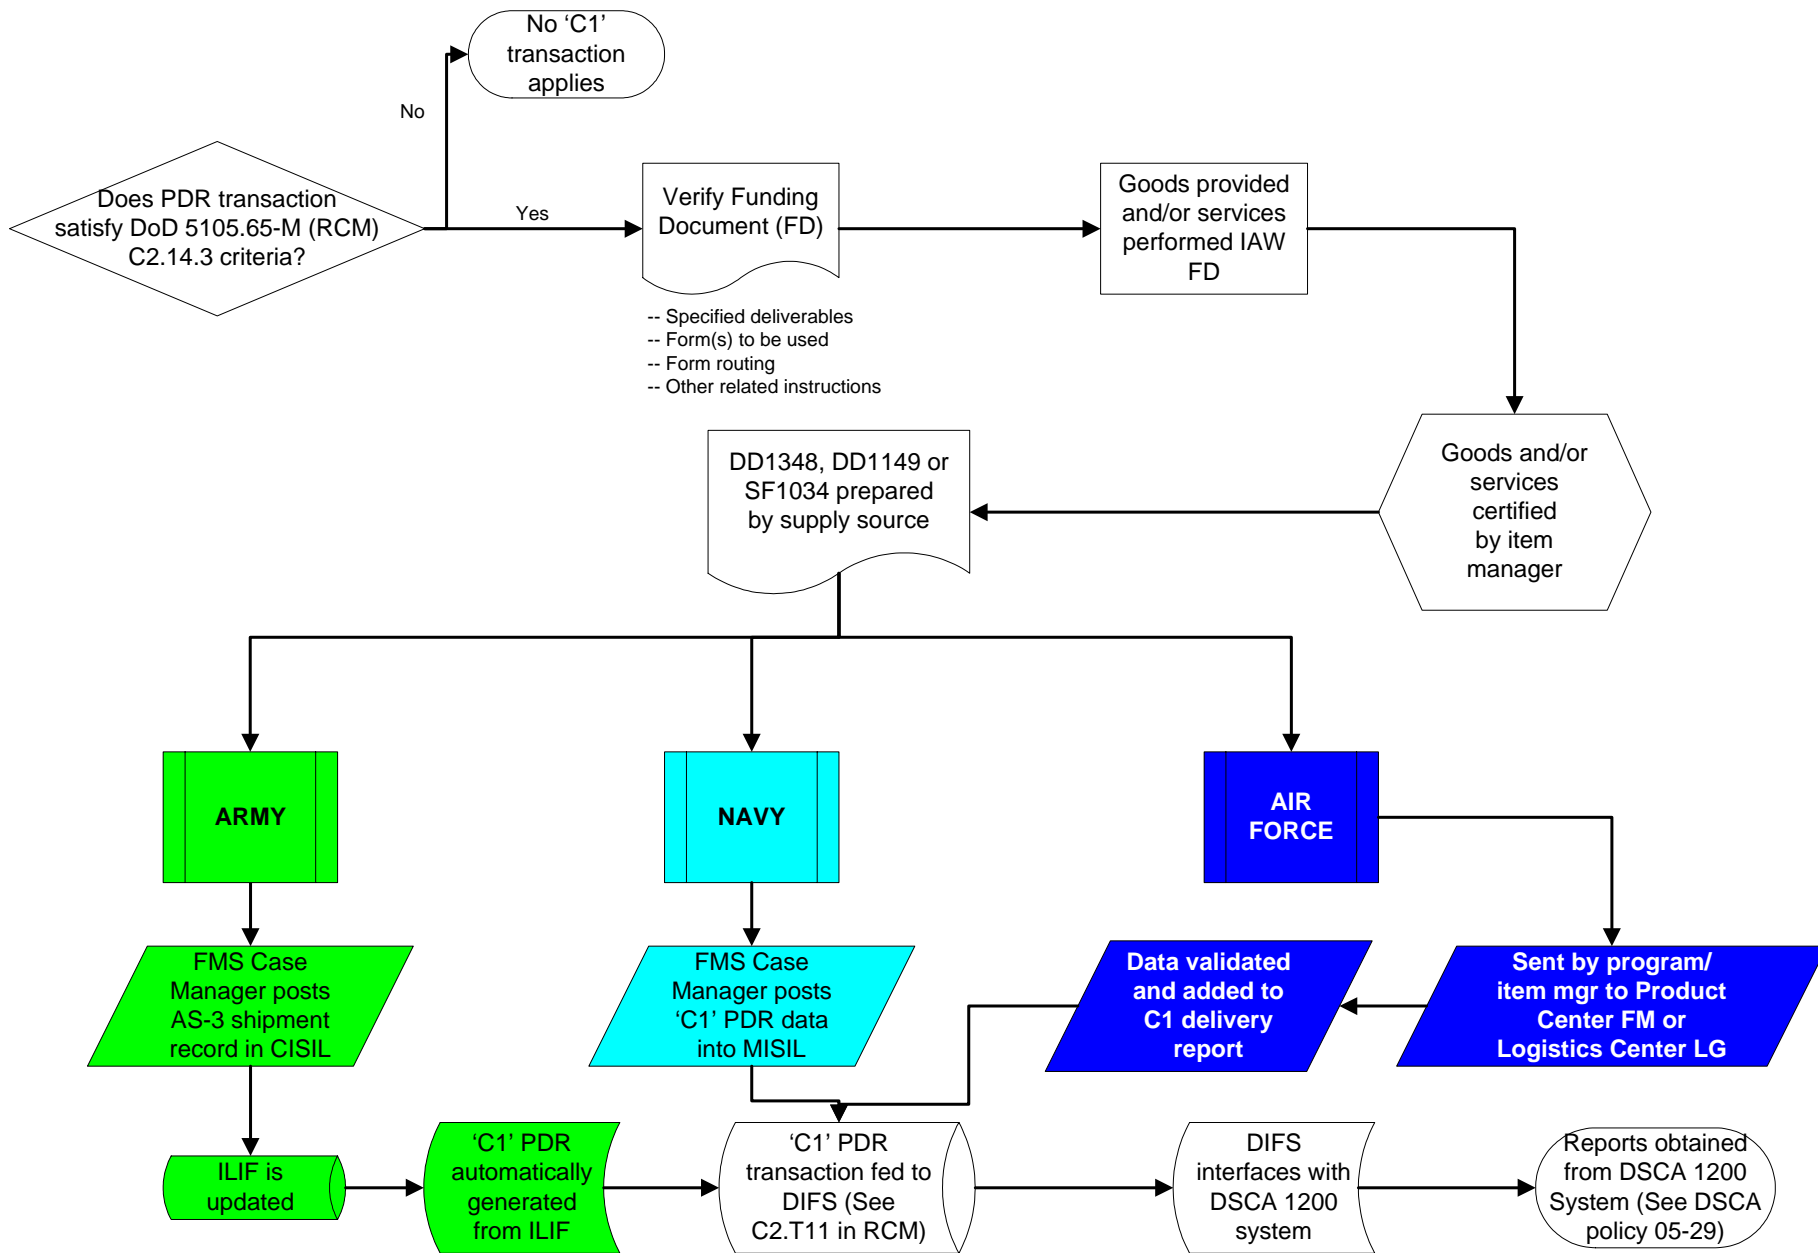 No ‘C1’
transaction
applies
No
Does PDR transaction
satisfy DoD 5105.65-M (RCM)
C2.14.3 criteria?
Yes
Verify Funding
Document (FD)
-- Specified deliverables
-- Form(s) to be used
-- Form routing
-- Other related instructions
Goods provided
and/or services
performed IAW
FD
Goods and/or
services
certified
by item
manager
DD1348, DD1149 or
SF1034 prepared
by supply source
ARMY
NAVY
AIR
FORCE
FMS Case
Manager posts
AS-3 shipment
record in CISIL
FMS Case
Manager posts
‘C1’ PDR data
into MISIL
Data validated
and added to
C1 delivery
report
Sent by program/
item mgr to Product
Center FM or
Logistics Center LG
ILIF is
updated
‘C1’ PDR
automatically
generated
from ILIF
‘C1’ PDR
transaction fed to
DIFS (See
C2.T11 in RCM)
DIFS
interfaces with
DSCA 1200
system
Reports obtained
from DSCA 1200
System (See DSCA
policy 05-29)